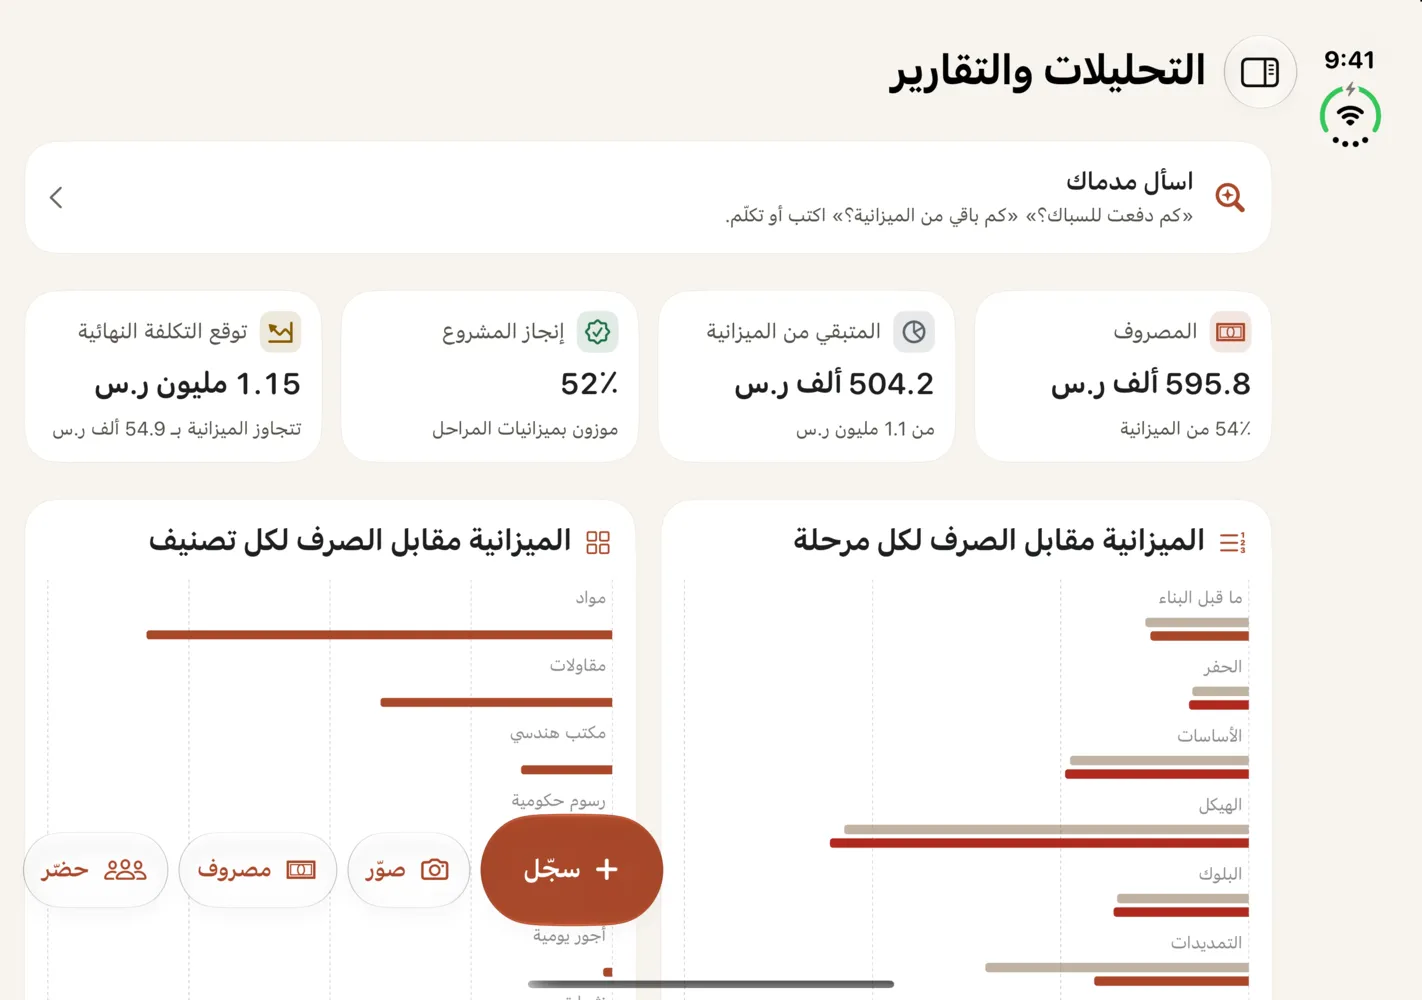 9:41
التحليلات والتقارير
اسأل مدماك
«كم دفعت للسباك؟» «كم باقي من الميزانية؟» اكتب أو تكلّم.
المصروف
595.8 ألف ر.س
54٪ من الميزانية
المتبقي من الميزانية
504.2 ألف ر.س
من 1.1 مليون ر.س
إنجاز المشروع
52٪
موزون بميزانيات المراحل
توقع التكلفة النهائية
1.15 مليون ر.س
تتجاوز الميزانية بـ 54.9 ألف ر.س
الميزانية مقابل الصرف لكل مرحلة
ما قبل البناء
الحفر
الأساسات
الهيكل
البلوك
التمديدات
الميزانية مقابل الصرف لكل تصنيف
مواد
مقاولات
مكتب هندسي
رسوم حكومية
أجور يومية
سجّل
صوّر
مصروف
حضّر